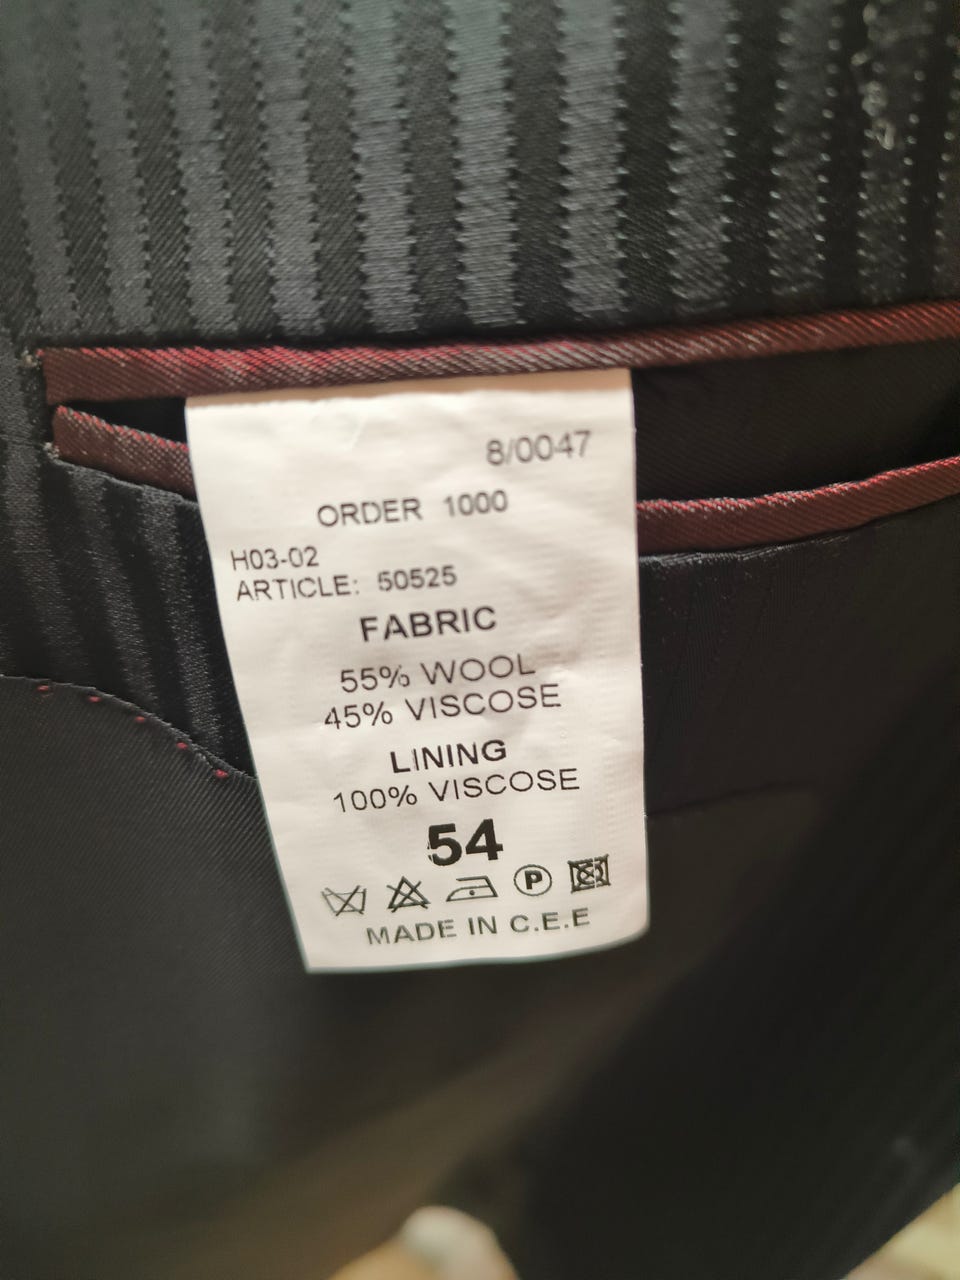 8/0047
ORDER 1000
H03-02
ARTICLE: 50525
FABRIC
55% WOOL
45% VISCOSE
LINING
100% VISCOSE
54
P
MADE IN C.E.E